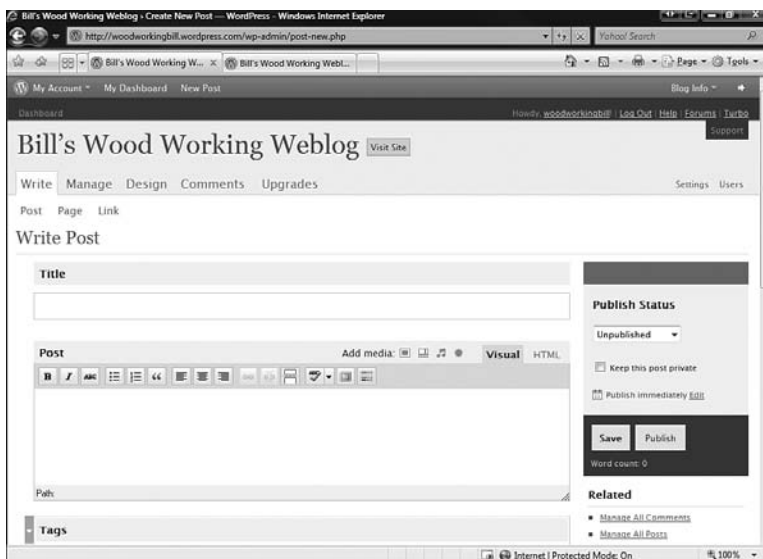 Bill's Wood Working Weblog › Create New Post — WordPress - Windows Internet Explorer
http://woodworkingbill.wordpress.com/wp-admin/post-new.php
Yahoo! Search
Bill's Wood Working W... x
Bill's Wood Working Webl...
Page
Tools
My Account
My Dashboard
New Post
Blog Info
Dashboard
Howdy, woodworkingbill! | Log Out | Help | Forums | Turbo
Support
Bill's Wood Working Weblog
Visit Site
Write
Manage
Design
Comments
Upgrades
Settings
Users
Post
Page
Link
Write Post
Title
Publish Status
Unpublished
Keep this post private
Publish immediately Edit
Post
Add media:
Visual
HTML
B I ABC
Save
Publish
Word count: 0
Path:
Related
Manage All Comments
Manage All Posts
Tags
Internet | Protected Mode: On
100%